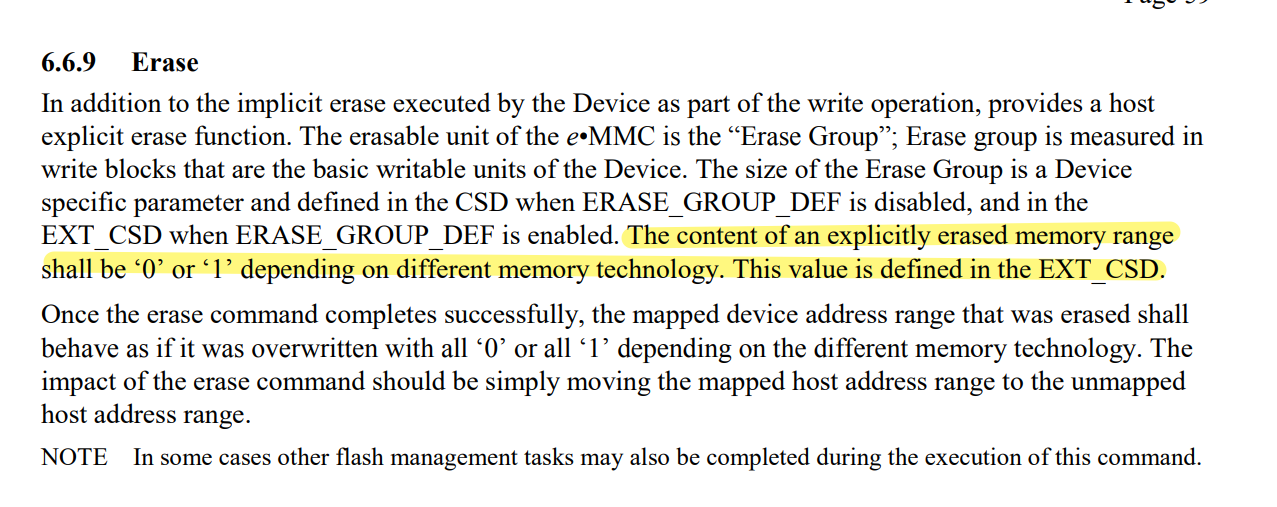 6.6.9 Erase
In addition to the implicit erase executed by the Device as part of the write operation, provides a host
explicit erase function. The erasable unit of the e•MMC is the “Erase Group”; Erase group is measured in
write blocks that are the basic writable units of the Device. The size of the Erase Group is a Device
specific parameter and defined in the CSD when ERASE_GROUP_DEF is disabled, and in the
EXT_CSD when ERASE_GROUP_DEF is enabled. The content of an explicitly erased memory range
shall be ‘0’ or ‘1’ depending on different memory technology. This value is defined in the EXT_CSD.
Once the erase command completes successfully, the mapped device address range that was erased shall
behave as if it was overwritten with all ‘0’ or all ‘1’ depending on the different memory technology. The
impact of the erase command should be simply moving the mapped host address range to the unmapped
host address range.
NOTE In some cases other flash management tasks may also be completed during the execution of this command.